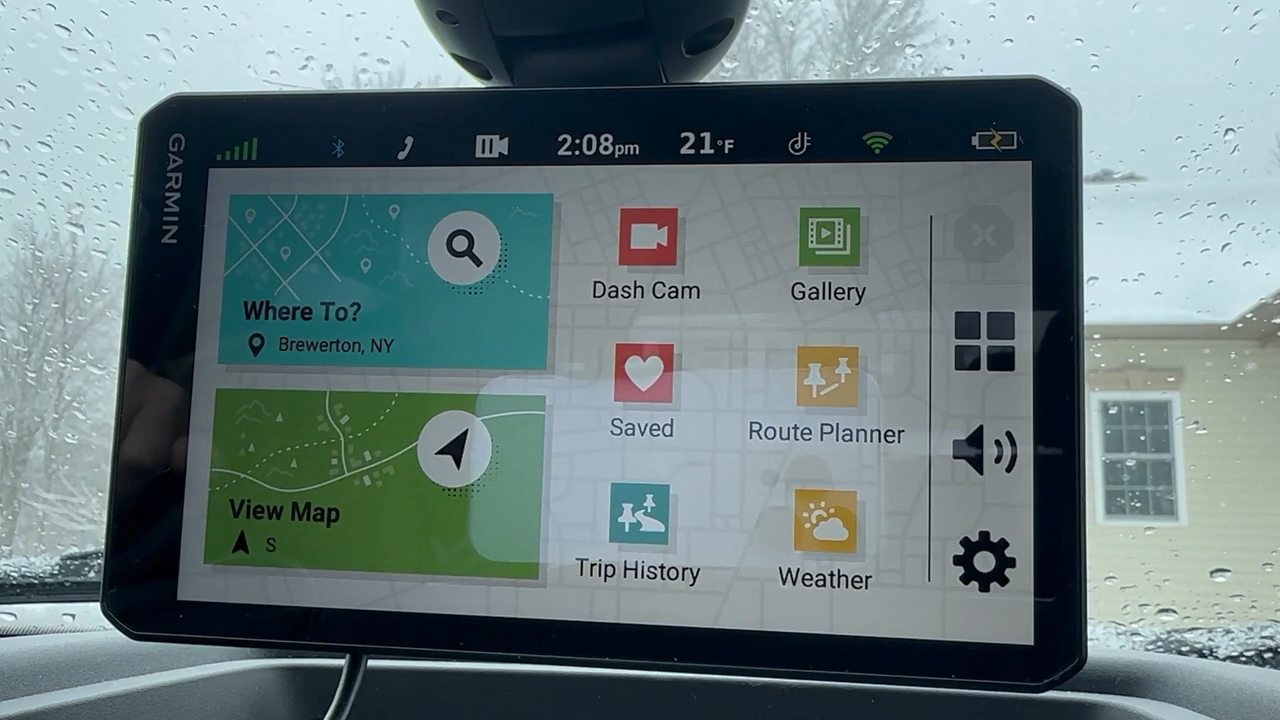 GARMIN
2:08pm 21°F
Where To?
Brewerton, NY
View Map
S
Dash Cam
Gallery
Saved
Route Planner
Trip History
Weather